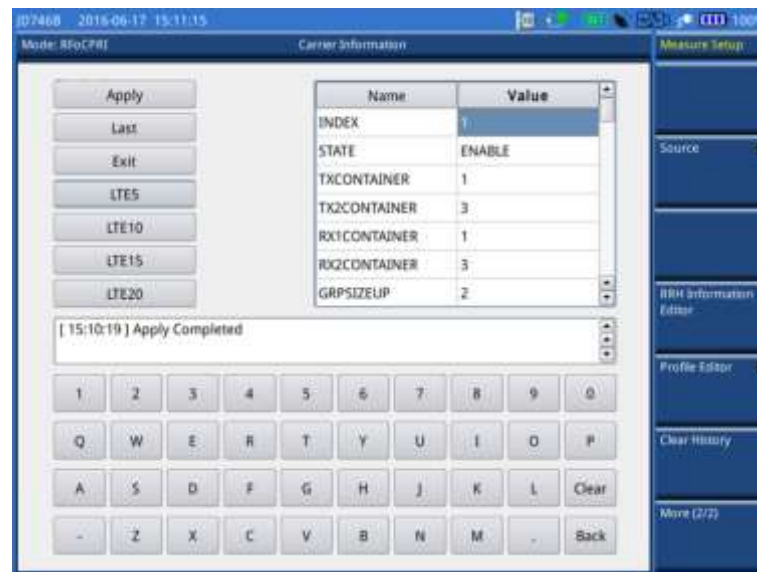 JD746B 2016-06-17 15:11:15 100%
Mode: RFoCPRI Carrier Information Measure Setup
Apply
Last
Exit
LTE5
LTE10
LTE15
LTE20
Name Value
INDEX 1
STATE ENABLE
TXCONTAINER 1
TX2CONTAINER 3
RX1CONTAINER 1
RX2CONTAINER 3
GRPSIZEUP 2
[ 15:10:19 ] Apply Completed
1 2 3 4 5 6 7 8 9 0
Q W E R T Y U I O P
A S D F G H J K L Clear
- Z X C V B N M . Back
Source
RRH Information
Editor
Profile Editor
Clear History
More (2/2)